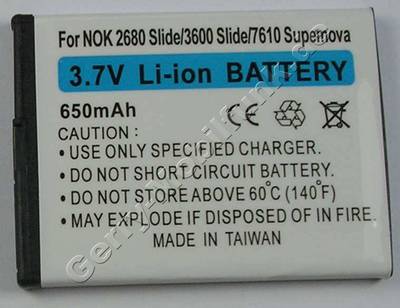 For NOK 2680 Slide/3600 Slide/7610 Supernova
3.7V Li-ion BATTERY
650mAh
• USE ONLY SPECIFIED CHARGER.
• DO NOT SHORT CIRCUIT BATTERY.
• DO NOT STORE ABOVE 60°C (140°F)
• MAY EXPLODE IF DISPOSED IN FIRE.
• MADE IN TAIWAN